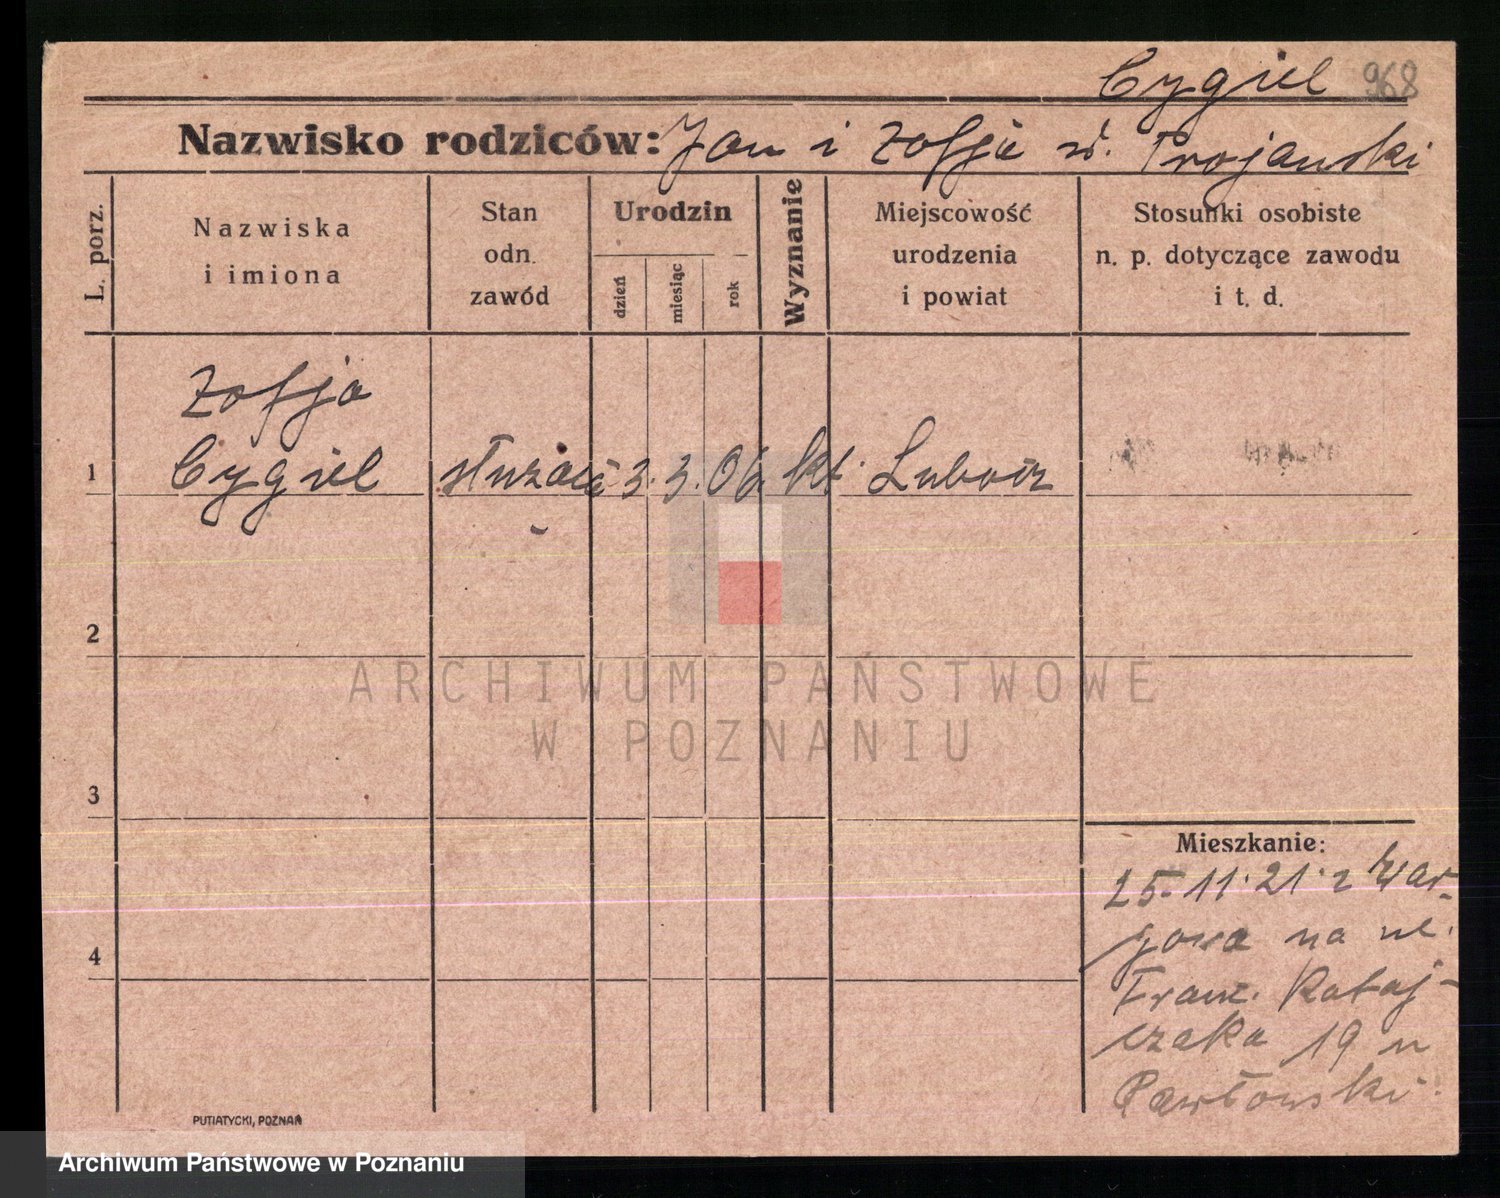 Cygiel 968
Nazwisko rodziców: Jan i Zofja z. Trojanski
L. porz.
Nazwiska
i imiona
Stan
odn.
zawód
Urodzin
dzień
miesiąc
rok
Wyznanie
Miejscowość
urodzenia
i powiat
Stosunki osobiste
n. p. dotyczące zawodu
i t. d.
Zofja
1 Cygiel służąca 3. 3. 06. kt. Lubosz
2
3
4
Mieszkanie:
25. 11. 21. z War-
gowa na ul.
Franc. Rataj-
czaka 19 u
Pawłowski.
PUTIATYCKI, POZNAŃ
ARCHIWUM PAŃSTWOWE
W POZNANIU
Archiwum Państwowe w Poznaniu